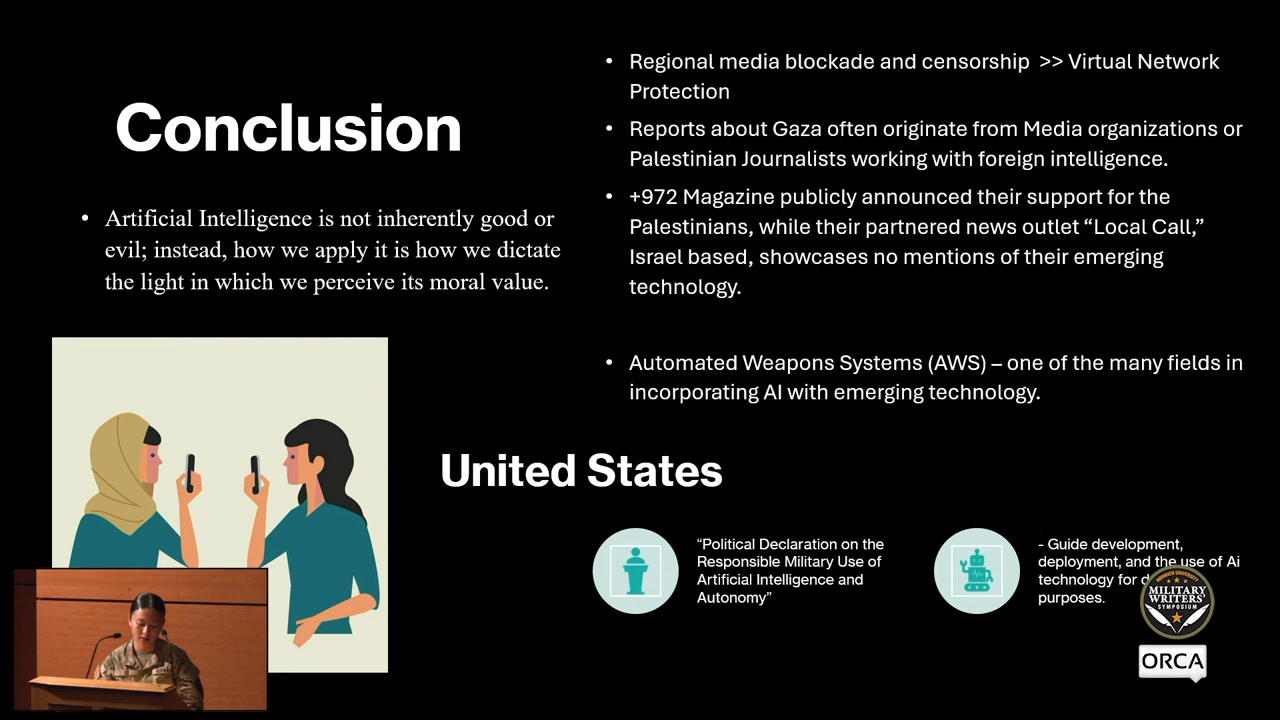 Conclusion
• Artificial Intelligence is not inherently good or
evil; instead, how we apply it is how we dictate
the light in which we perceive its moral value.
• Regional media blockade and censorship >> Virtual Network
Protection
• Reports about Gaza often originate from Media organizations or
Palestinian Journalists working with foreign intelligence.
• +972 Magazine publicly announced their support for the
Palestinians, while their partnered news outlet “Local Call,”
Israel based, showcases no mentions of their emerging
technology.
• Automated Weapons Systems (AWS) – one of the many fields in
incorporating AI with emerging technology.
United States
“Political Declaration on the
Responsible Military Use of
Artificial Intelligence and
Autonomy”
- Guide development,
deployment, and the use of Ai
technology for
purposes.
NORWICH UNIVERSITY
MILITARY
WRITERS'
SYMPOSIUM
ORCA